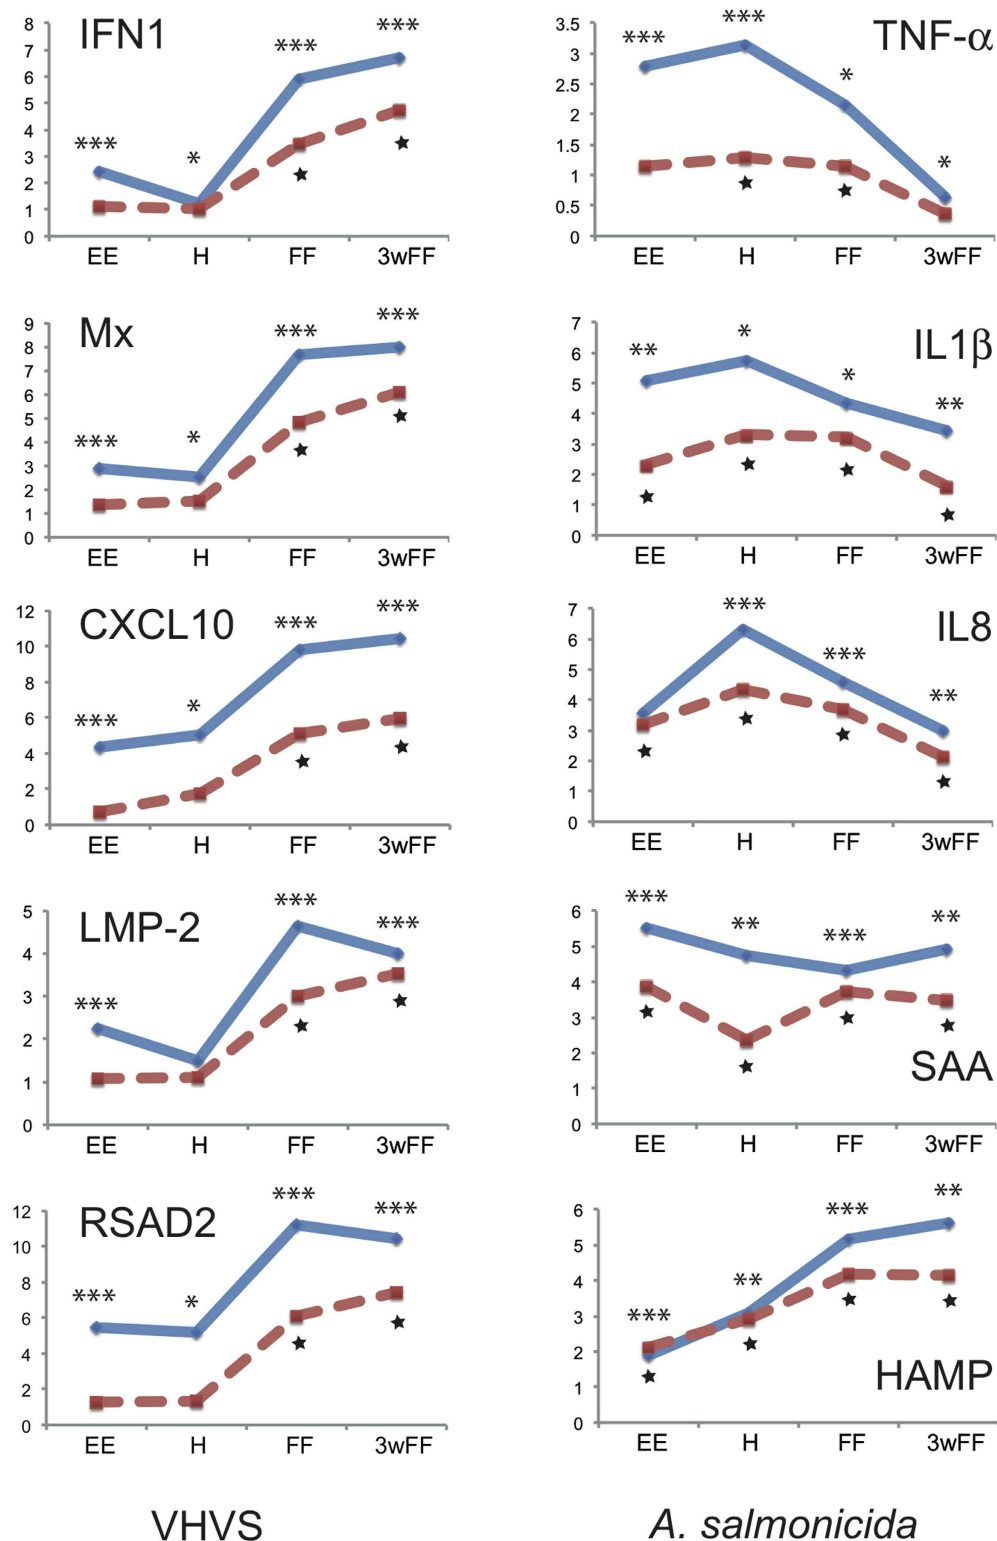 IFN1
8
7
6
5
4
3
2
1
0
*** * *** ***
★ ★
EE H FF 3wFF
TNF-α
3.5
3
2.5
2
1.5
1
0.5
0
*** *** * *
★ ★
EE H FF 3wFF
Mx
9
8
7
6
5
4
3
2
1
0
*** * *** ***
★ ★
EE H FF 3wFF
IL1β
7
6
5
4
3
2
1
0
** * * **
★ ★ ★ ★
EE H FF 3wFF
CXCL10
12
10
8
6
4
2
0
*** * *** ***
★ ★
EE H FF 3wFF
IL8
7
6
5
4
3
2
1
0
*** *** **
★ ★ ★ ★
EE H FF 3wFF
LMP-2
5
4
3
2
1
0
*** *** ***
★ ★
EE H FF 3wFF
SAA
6
5
4
3
2
1
0
*** ** *** **
★ ★ ★ ★
EE H FF 3wFF
RSAD2
12
10
8
6
4
2
0
*** * *** ***
★ ★
EE H FF 3wFF
HAMP
6
5
4
3
2
1
0
*** ** *** **
★ ★ ★ ★
EE H FF 3wFF
VHVS
A. salmonicida